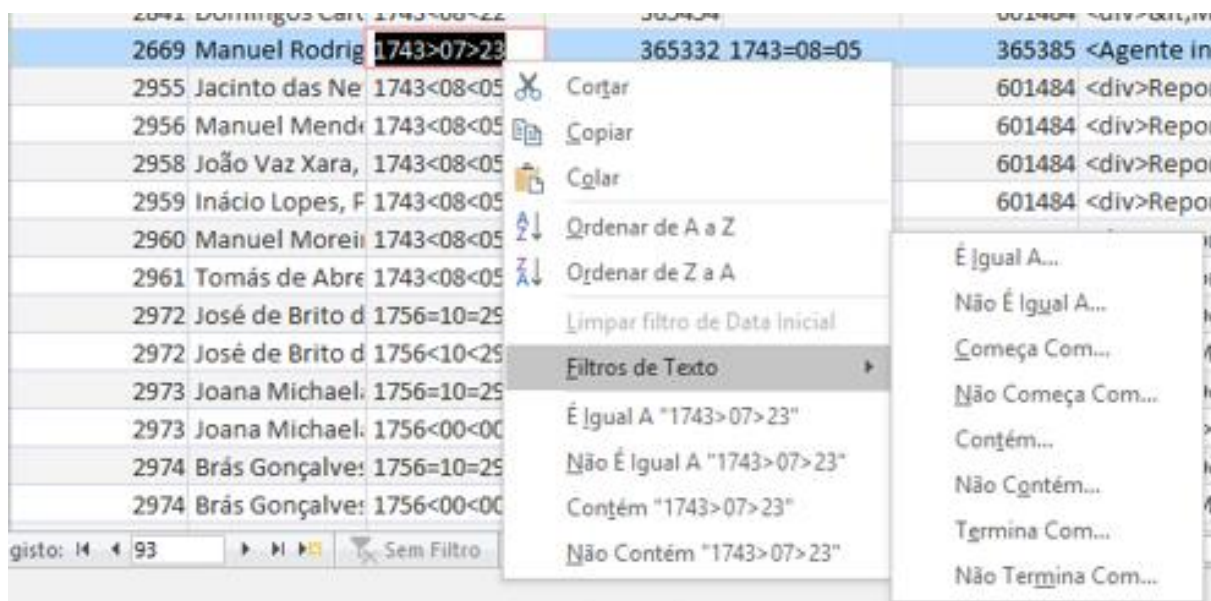 2669 Manuel Rodrig 1743>07>23 365332 1743=08=05 365385 <Agente in
2955 Jacinto das Ne 1743<08<05 601484 <div>Repo
2956 Manuel Mend 1743<08<05 601484 <div>Repo
2958 João Vaz Xara, 1743<08<05 601484 <div>Repo
2959 Inácio Lopes, F 1743<08<05 601484 <div>Repo
2960 Manuel Morei 1743<08<05
2961 Tomás de Abre 1743<08<05
2972 José de Brito d 1756=10=29
2972 José de Brito d 1756<10<29
2973 Joana Michael 1756=10=29
2973 Joana Michael 1756<00<00
2974 Brás Gonçalves 1756=10=29
2974 Brás Gonçalves 1756<00<00
gisto: 93 Sem Filtro
Cortar
Copiar
Colar
Ordenar de A a Z
Ordenar de Z a A
Limpar filtro de Data Inicial
Filtros de Texto
É Igual A "1743>07>23"
Não É Igual A "1743>07>23"
Contém "1743>07>23"
Não Contém "1743>07>23"
É Igual A...
Não É Igual A...
Começa Com...
Não Começa Com...
Contém...
Não Contém...
Termina Com...
Não Termina Com...